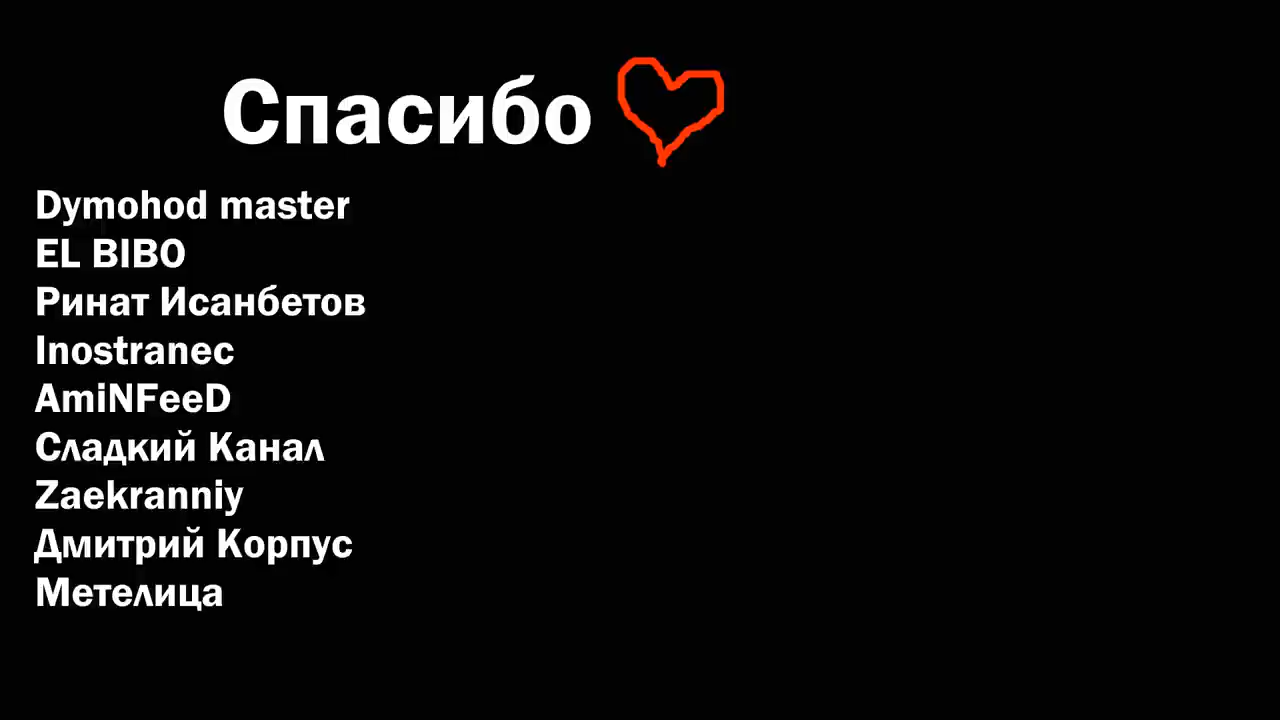 Спасибо
Dymohod master
EL BIBO
Ринат Исанбетов
Inostranec
AmiNFeeD
Сладкий Канал
Zaekranniy
Дмитрий Корпус
Метелица